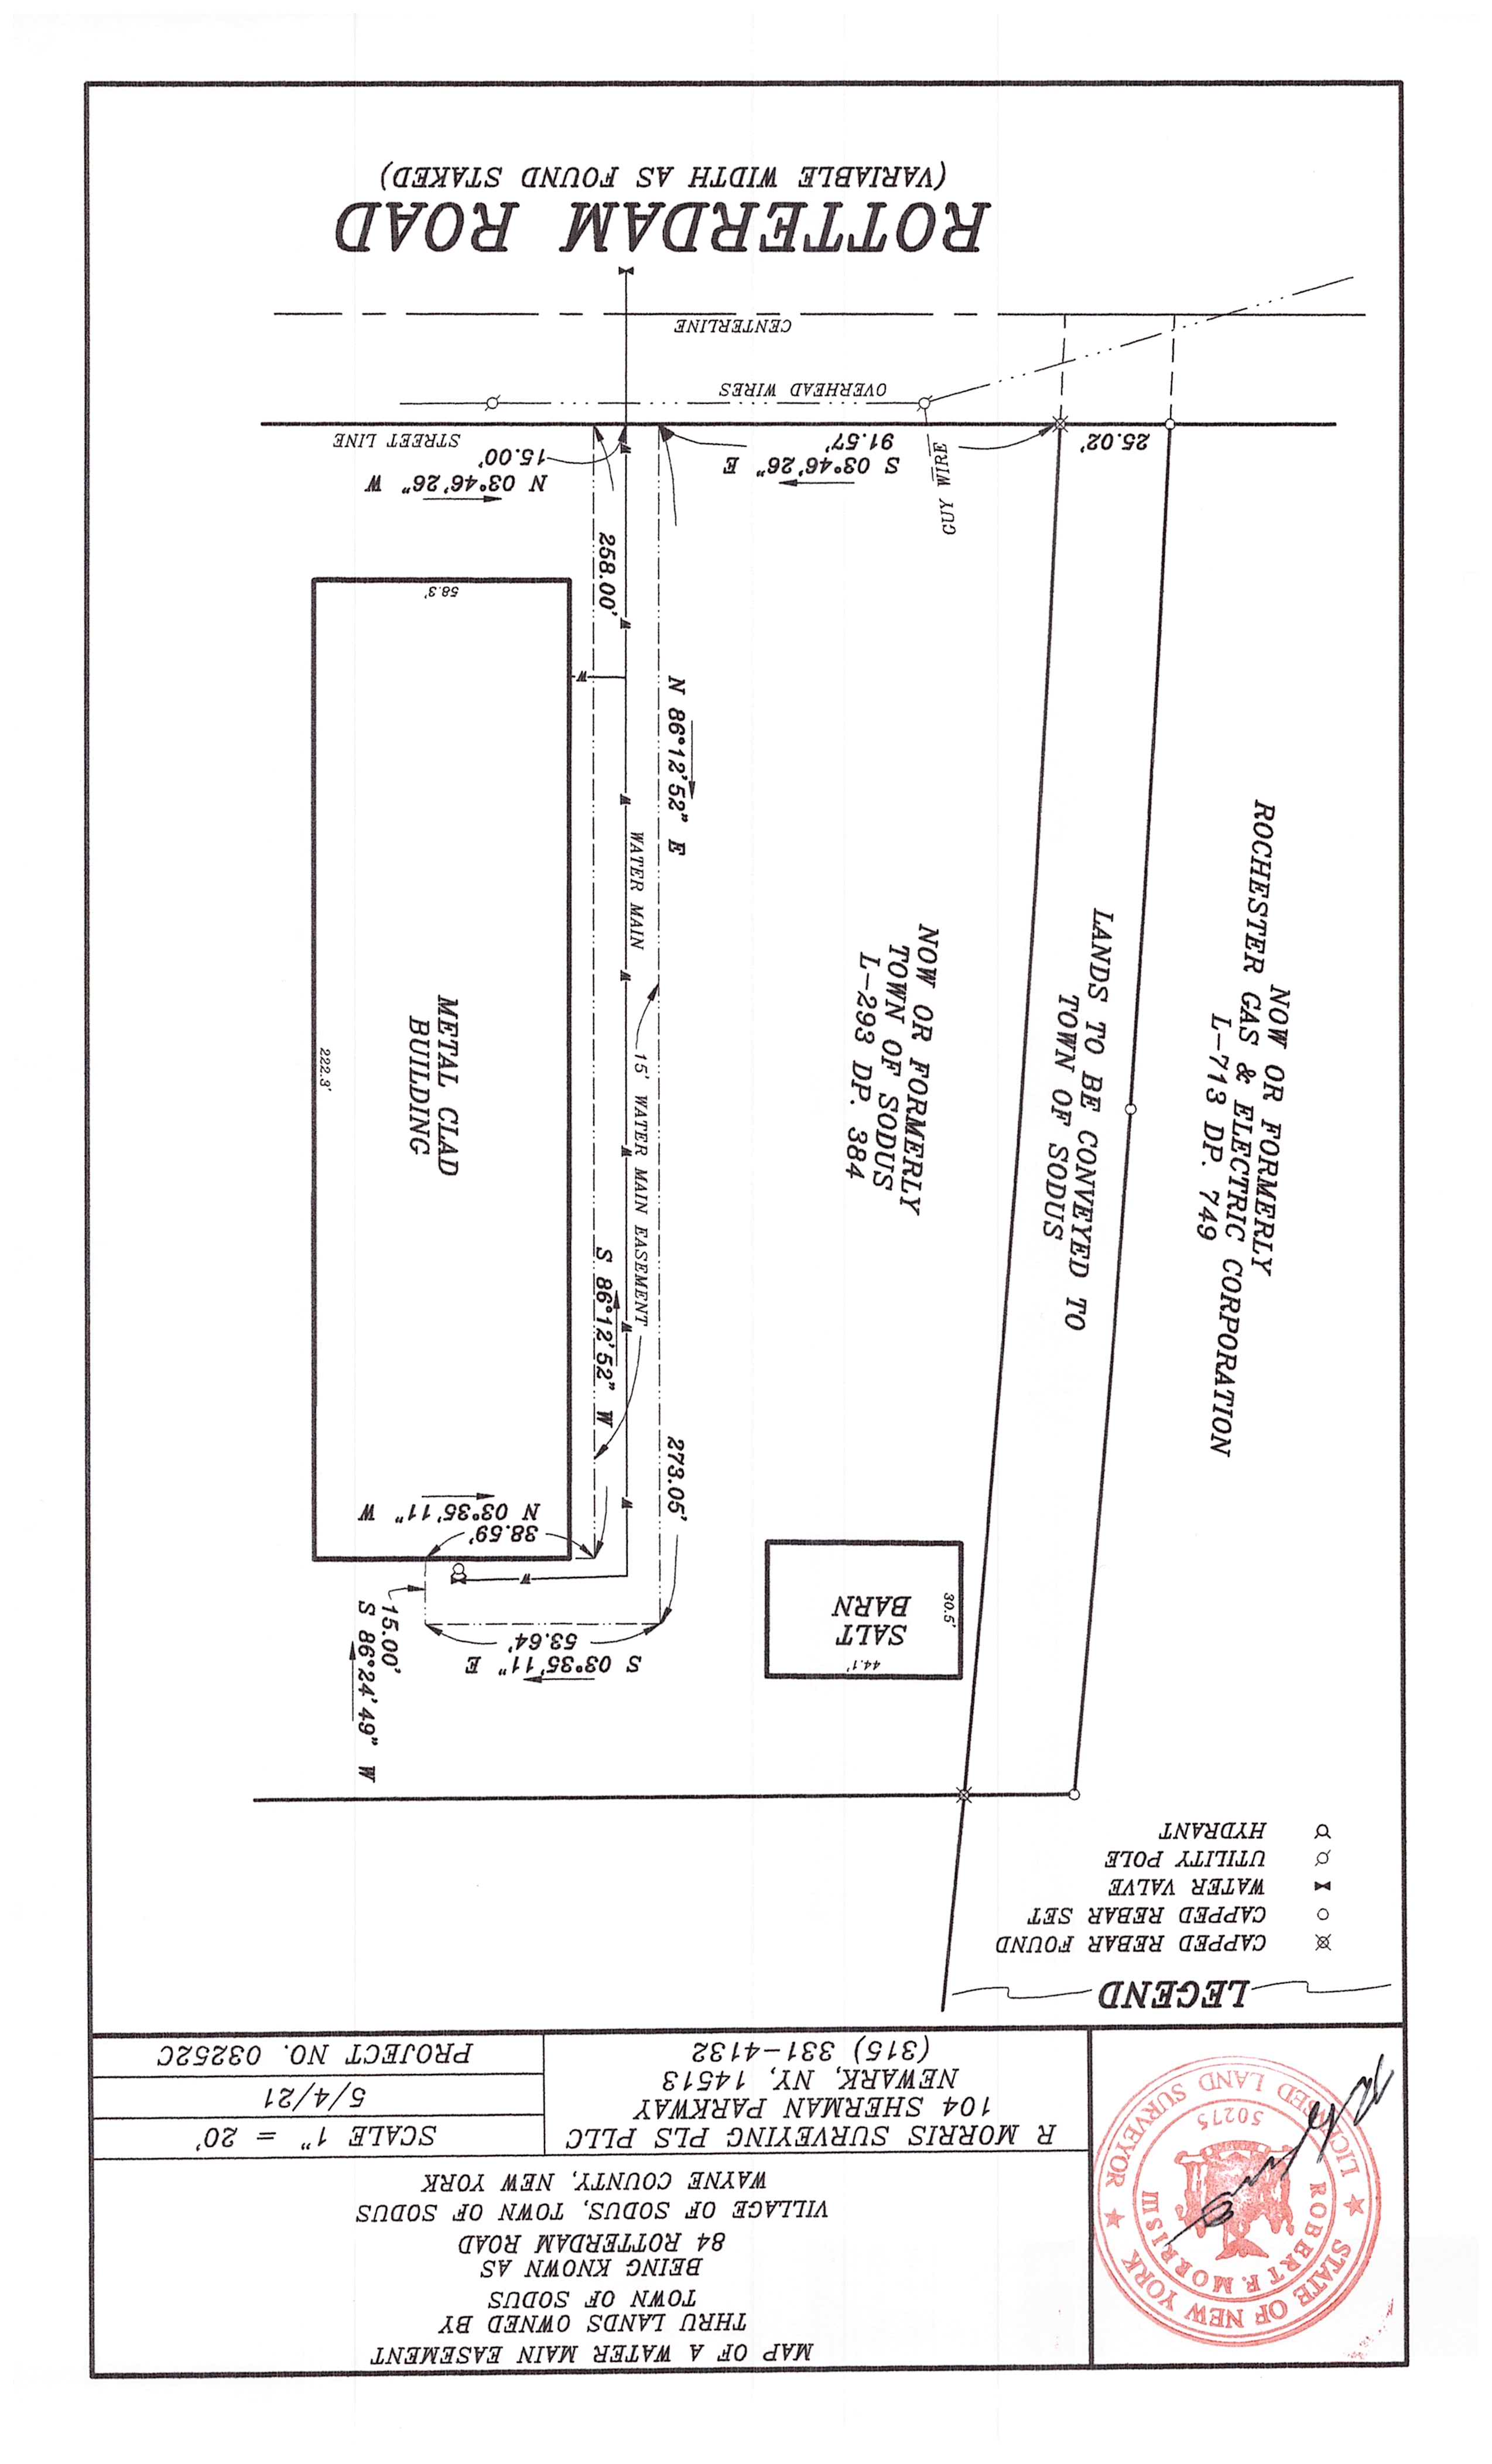 MAP OF A WATER MAIN EASEMENT
THRU LANDS OWNED BY
TOWN OF SODUS
BEING KNOWN AS
84 ROTTERDAM ROAD
VILLAGE OF SODUS, TOWN OF SODUS
WAYNE COUNTY, NEW YORK
R MORRIS SURVEYING PLS PLLC
104 SHERMAN PARKWAY
NEWARK, NY, 14513
(315) 331-4132
SCALE 1" = 20'
5/4/21
PROJECT NO. 03252C
STATE OF NEW YORK
ROBERT F. MORRIS III
50275
LICENSED LAND SURVEYOR
LEGEND
CAPPED REBAR FOUND
CAPPED REBAR SET
WATER VALVE
UTILITY POLE
HYDRANT
S 86°24'49" W
15.00'
S 03°35'11" E
53.64'
38.59'
N 03°35'11" W
44.1'
SALT
BARN
30.5'
273.05'
S 86°12'52" W
15' WATER MAIN EASEMENT
WATER MAIN
W
W
W
W
W
W
W
W
W
W
METAL CLAD
BUILDING
222.3'
58.3'
NOW OR FORMERLY
TOWN OF SODUS
L-293 DP. 384
LANDS TO BE CONVEYED TO
TOWN OF SODUS
NOW OR FORMERLY
ROCHESTER GAS & ELECTRIC CORPORATION
L-713 DP. 749
N 86°12'52" E
258.00'
N 03°46'26" W
15.00'
S 03°46'26" E
91.57'
25.02'
GUY WIRE
STREET LINE
OVERHEAD WIRES
CENTERLINE
ROTTERDAM ROAD
(VARIABLE WIDTH AS FOUND STAKED)